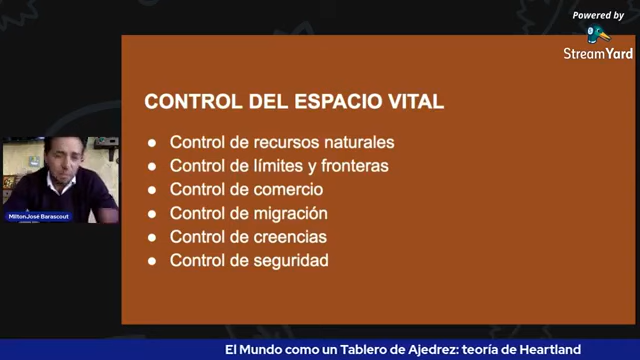 Powered by
StreamYard
CONTROL DEL ESPACIO VITAL
● Control de recursos naturales
● Control de límites y fronteras
● Control de comercio
● Control de migración
● Control de creencias
● Control de seguridad
MiltonJosé Barascout
El Mundo como un Tablero de Ajedrez: teoría de Heartland